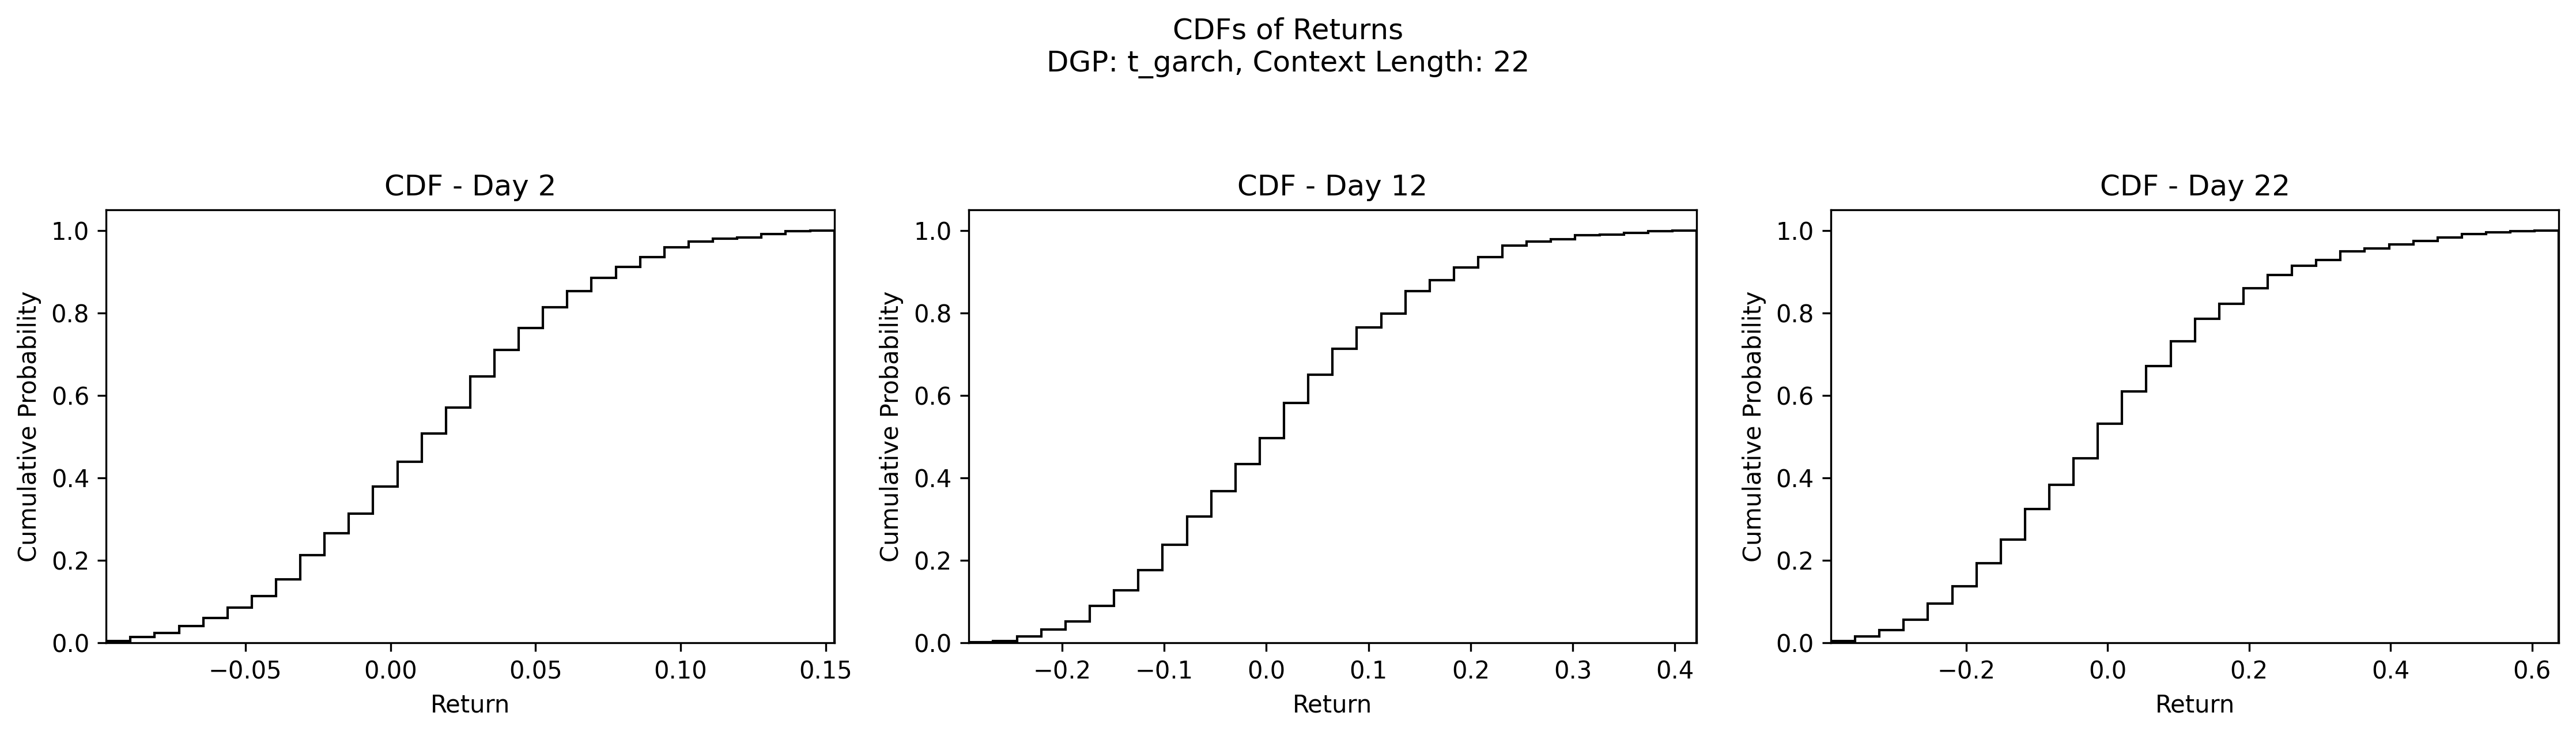 CDFs of Returns
DGP: t_garch, Context Length: 22
CDF - Day 2
Cumulative Probability
1.0
0.8
0.6
0.4
0.2
0.0
−0.05 0.00 0.05 0.10 0.15
Return
CDF - Day 12
Cumulative Probability
1.0
0.8
0.6
0.4
0.2
0.0
−0.2 −0.1 0.0 0.1 0.2 0.3 0.4
Return
CDF - Day 22
Cumulative Probability
1.0
0.8
0.6
0.4
0.2
0.0
−0.2 0.0 0.2 0.4 0.6
Return